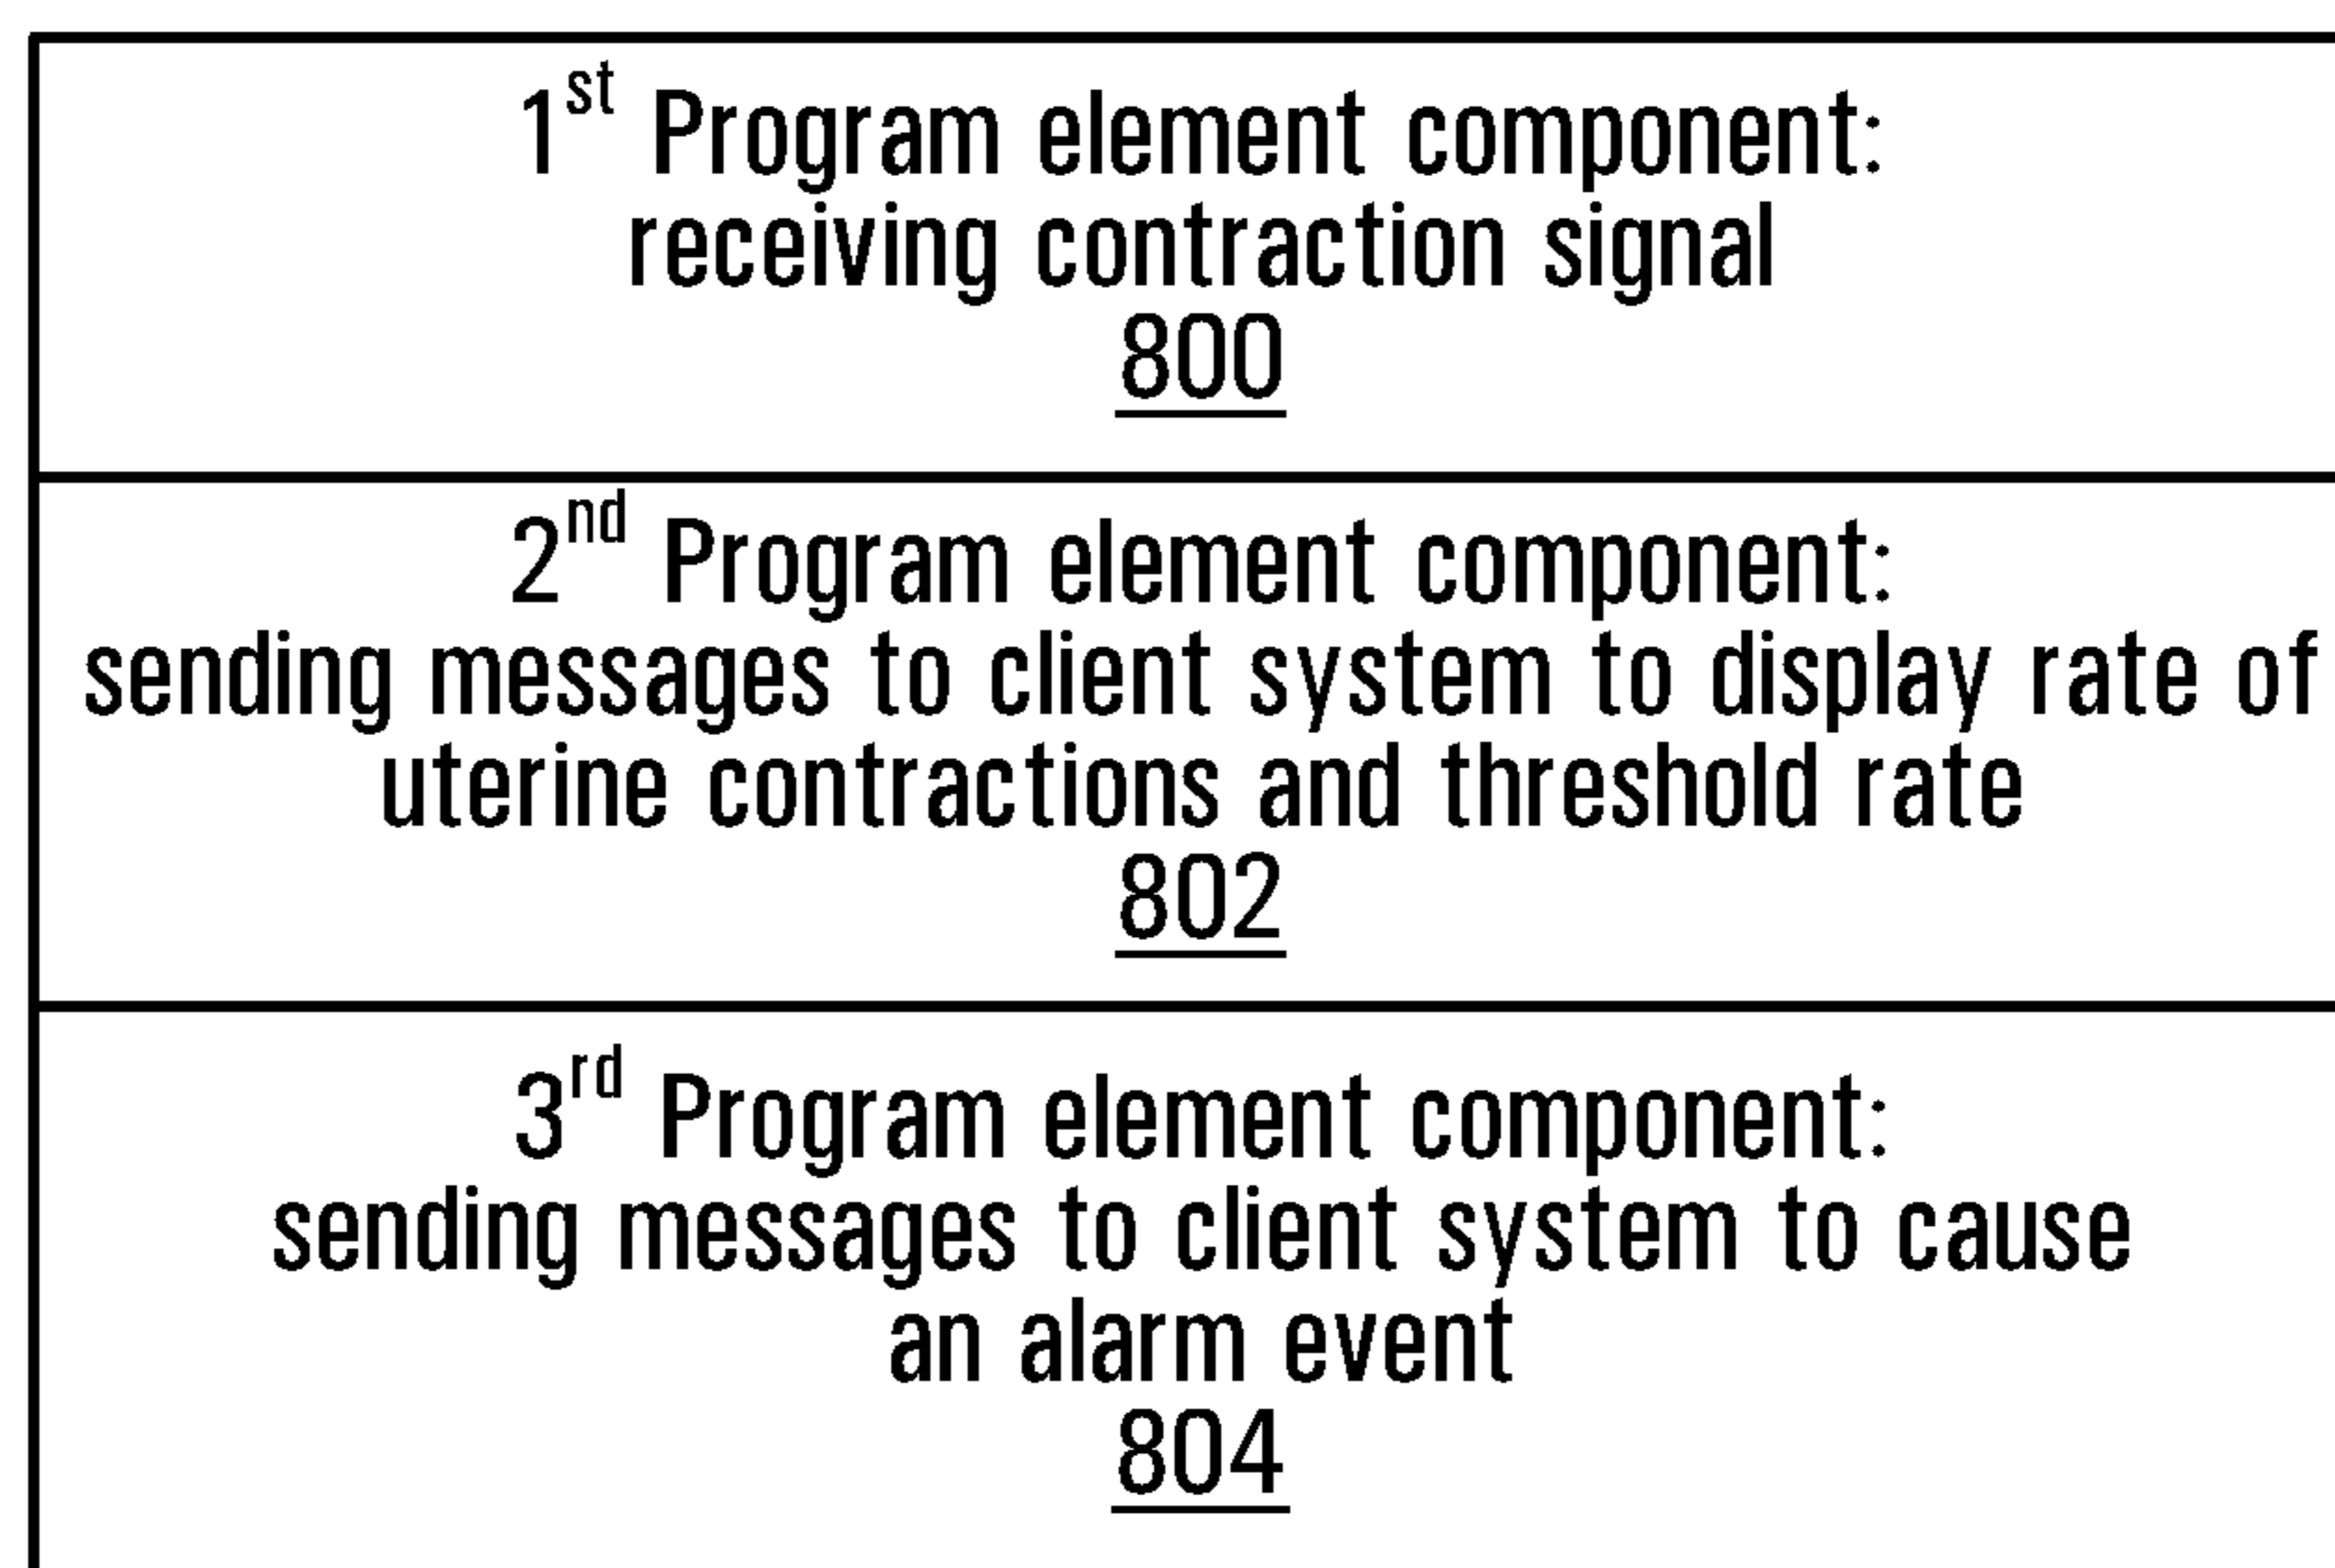 1st Program element component:
receiving contraction signal
800
2nd Program element component:
sending messages to client system to display rate of
uterine contractions and threshold rate
802
3rd Program element component:
sending messages to client system to cause
an alarm event
804